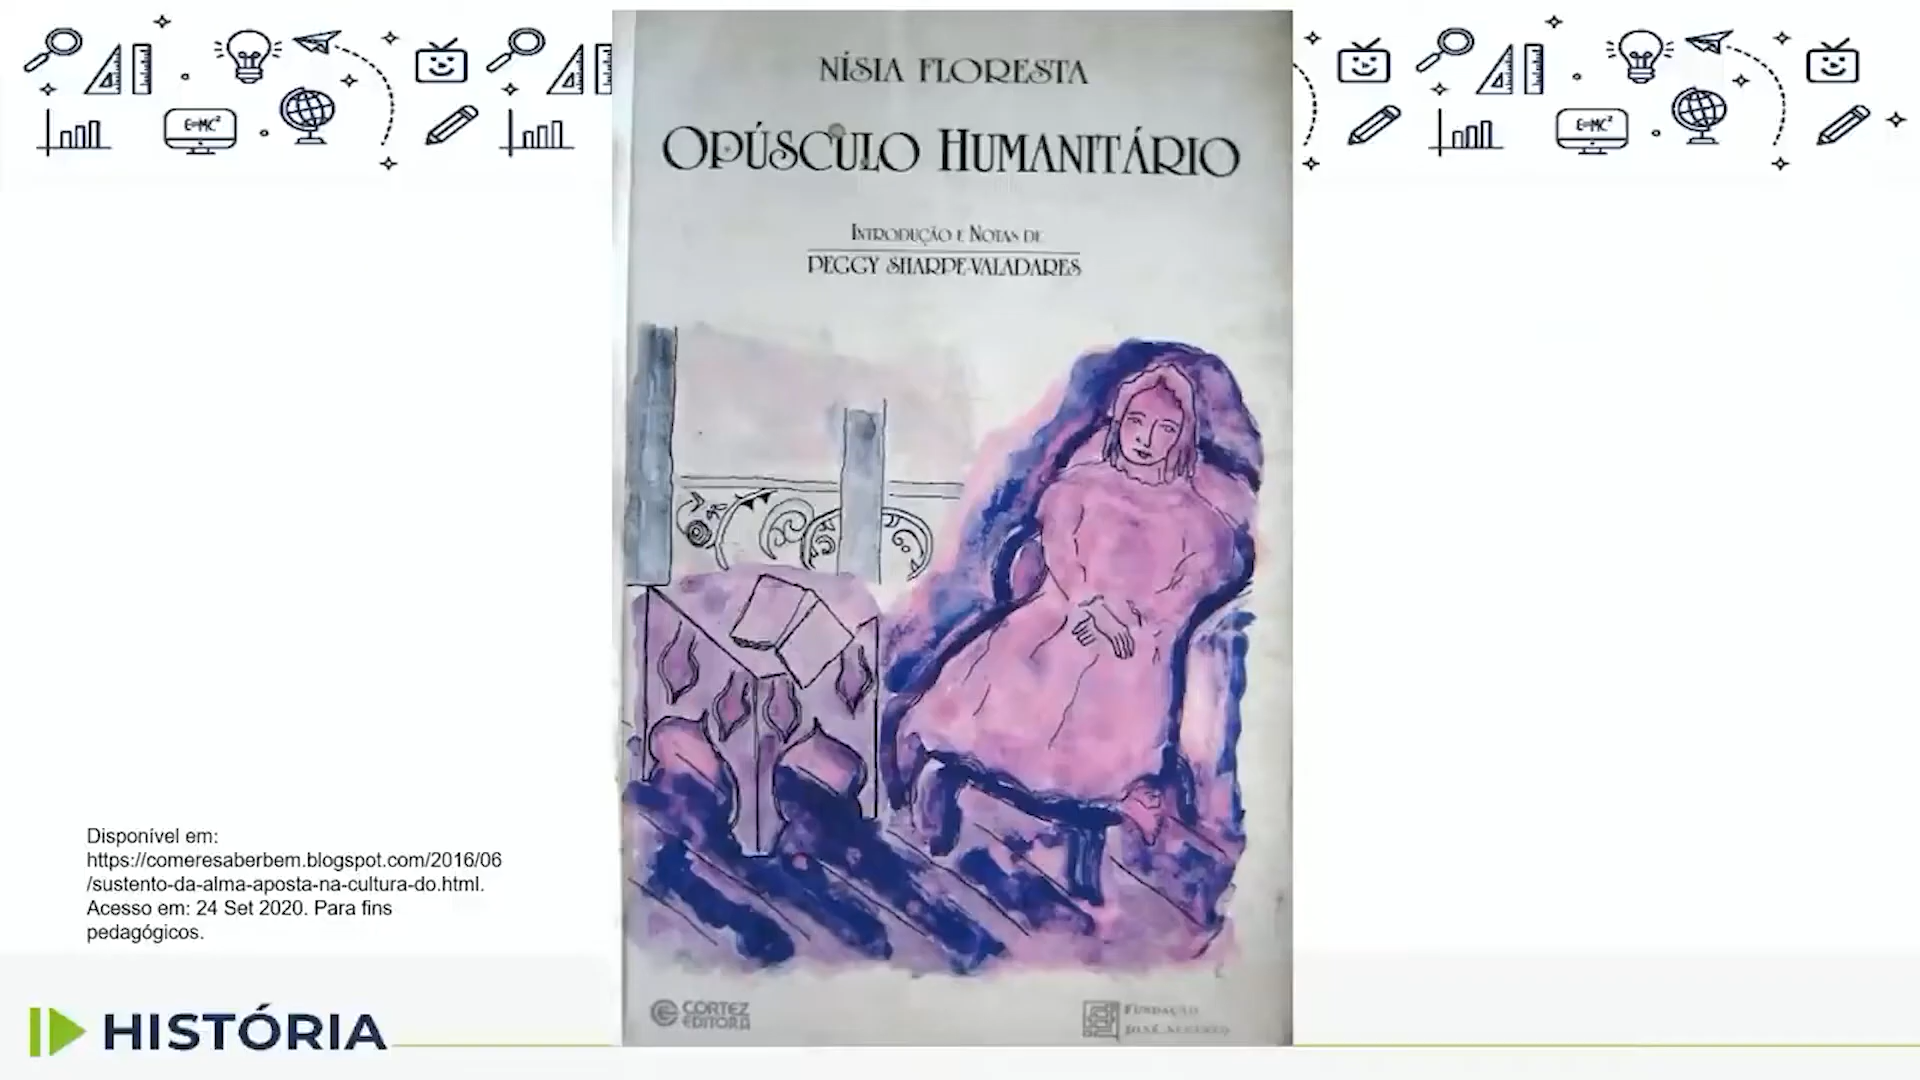 NÍSIA FLORESTA
OPÚSCULO HUMANITÁRIO
INTRODUÇÃO E NOTAS DE
PEGGY SHARPE-VALADARES
E=MC²
E=MC²
E=MC²
Disponível em:
https://comeresaberbem.blogspot.com/2016/06
/sustento-da-alma-aposta-na-cultura-do.html.
Acesso em: 24 Set 2020. Para fins
pedagógicos.
CORTEZ
EDITORA
FUNDAÇÃO
HISTÓRIA